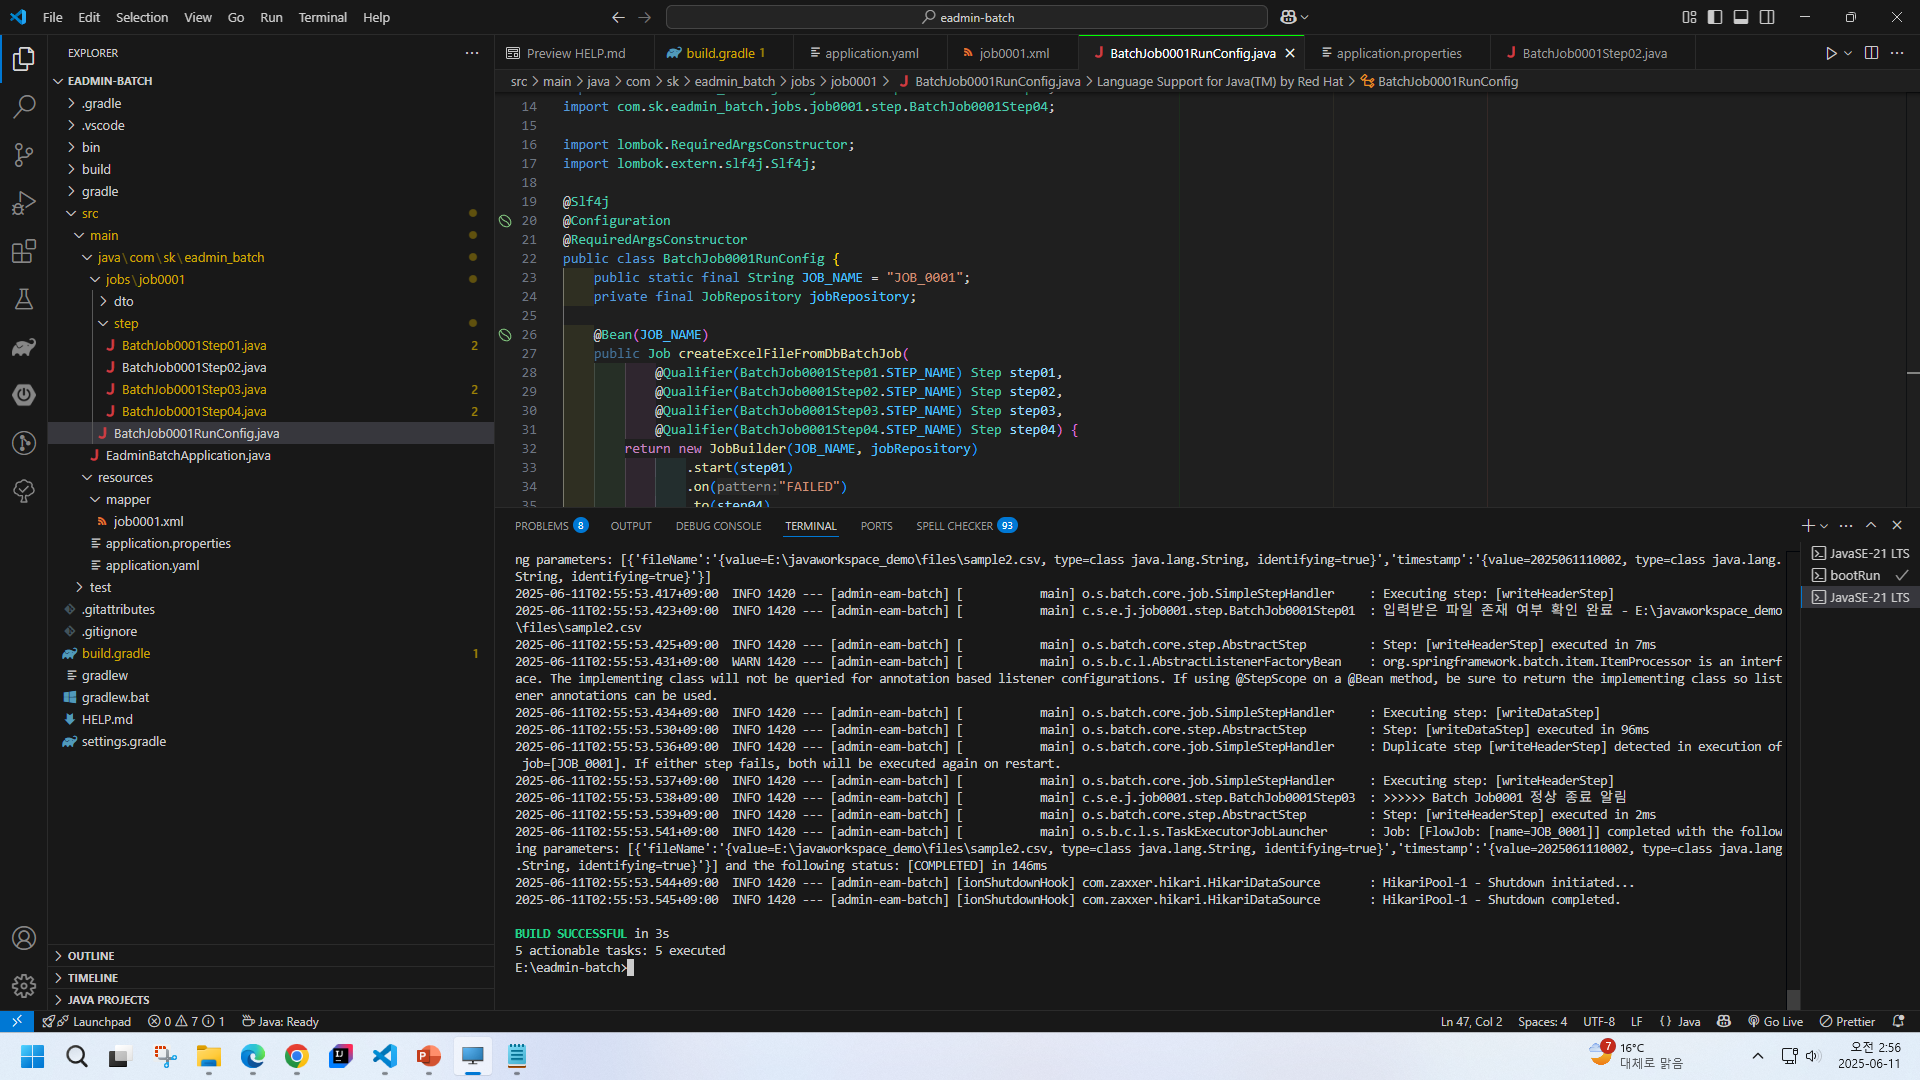 File Edit Selection View Go Run Terminal Help
eadmin-batch
EXPLORER
EADMIN-BATCH
.gradle
.vscode
bin
build
gradle
src
main
java\com\sk\eadmin_batch
jobs\job0001
dto
step
BatchJob0001Step01.java 2
BatchJob0001Step02.java
BatchJob0001Step03.java 2
BatchJob0001Step04.java 2
BatchJob0001RunConfig.java
EadminBatchApplication.java
resources
mapper
job0001.xml
application.properties
application.yaml
test
.gitattributes
.gitignore
build.gradle 1
gradlew
gradlew.bat
HELP.md
settings.gradle
OUTLINE
TIMELINE
JAVA PROJECTS
Preview HELP.md build.gradle 1 application.yaml job0001.xml BatchJob0001RunConfig.java application.properties BatchJob0001Step02.java
src > main > java > com > sk > eadmin_batch > jobs > job0001 > BatchJob0001RunConfig.java > Language Support for Java(TM) by Red Hat > BatchJob0001RunConfig
14 import com.sk.eadmin_batch.jobs.job0001.step.BatchJob0001Step04;
15
16 import lombok.RequiredArgsConstructor;
17 import lombok.extern.slf4j.Slf4j;
18
19 @Slf4j
20 @Configuration
21 @RequiredArgsConstructor
22 public class BatchJob0001RunConfig {
23 public static final String JOB_NAME = "JOB_0001";
24 private final JobRepository jobRepository;
25
26 @Bean(JOB_NAME)
27 public Job createExcelFileFromDbBatchJob(
28 @Qualifier(BatchJob0001Step01.STEP_NAME) Step step01,
29 @Qualifier(BatchJob0001Step02.STEP_NAME) Step step02,
30 @Qualifier(BatchJob0001Step03.STEP_NAME) Step step03,
31 @Qualifier(BatchJob0001Step04.STEP_NAME) Step step04) {
32 return new JobBuilder(JOB_NAME, jobRepository)
33 .start(step01)
34 .on(pattern:"FAILED")
35 .to(step04)
PROBLEMS 8 OUTPUT DEBUG CONSOLE TERMINAL PORTS SPELL CHECKER 93
ng parameters: [{'fileName':'{value=E:\javaworkspace_demo\files\sample2.csv, type=class java.lang.String, identifying=true}','timestamp':'{value=2025061110002, type=class java.lang.
String, identifying=true}'}]
2025-06-11T02:55:53.417+09:00 INFO 1420 --- [admin-eam-batch] [ main] o.s.batch.core.job.SimpleStepHandler : Executing step: [writeHeaderStep]
2025-06-11T02:55:53.423+09:00 INFO 1420 --- [admin-eam-batch] [ main] c.s.e.j.job0001.step.BatchJob0001Step01 : 입력받은 파일 존재 여부 확인 완료 - E:\javaworkspace_demo
\files\sample2.csv
2025-06-11T02:55:53.425+09:00 INFO 1420 --- [admin-eam-batch] [ main] o.s.batch.core.step.AbstractStep : Step: [writeHeaderStep] executed in 7ms
2025-06-11T02:55:53.431+09:00 WARN 1420 --- [admin-eam-batch] [ main] o.s.b.c.l.AbstractListenerFactoryBean : org.springframework.batch.item.ItemProcessor is an interf
ace. The implementing class will not be queried for annotation based listener configurations. If using @StepScope on a @Bean method, be sure to return the implementing class so list
ener annotations can be used.
2025-06-11T02:55:53.434+09:00 INFO 1420 --- [admin-eam-batch] [ main] o.s.batch.core.job.SimpleStepHandler : Executing step: [writeDataStep]
2025-06-11T02:55:53.530+09:00 INFO 1420 --- [admin-eam-batch] [ main] o.s.batch.core.step.AbstractStep : Step: [writeDataStep] executed in 96ms
2025-06-11T02:55:53.536+09:00 INFO 1420 --- [admin-eam-batch] [ main] o.s.batch.core.job.SimpleStepHandler : Duplicate step [writeHeaderStep] detected in execution of
job=[JOB_0001]. If either step fails, both will be executed again on restart.
2025-06-11T02:55:53.537+09:00 INFO 1420 --- [admin-eam-batch] [ main] o.s.batch.core.job.SimpleStepHandler : Executing step: [writeHeaderStep]
2025-06-11T02:55:53.538+09:00 INFO 1420 --- [admin-eam-batch] [ main] c.s.e.j.job0001.step.BatchJob0001Step03 : >>>>>> Batch Job0001 정상 종료 알림
2025-06-11T02:55:53.539+09:00 INFO 1420 --- [admin-eam-batch] [ main] o.s.batch.core.step.AbstractStep : Step: [writeHeaderStep] executed in 2ms
2025-06-11T02:55:53.541+09:00 INFO 1420 --- [admin-eam-batch] [ main] o.s.b.c.l.s.TaskExecutorJobLauncher : Job: [FlowJob: [name=JOB_0001]] completed with the follow
ing parameters: [{'fileName':'{value=E:\javaworkspace_demo\files\sample2.csv, type=class java.lang.String, identifying=true}','timestamp':'{value=2025061110002, type=class java.lang
.String, identifying=true}'}] and the following status: [COMPLETED] in 146ms
2025-06-11T02:55:53.544+09:00 INFO 1420 --- [admin-eam-batch] [ionShutdownHook] com.zaxxer.hikari.HikariDataSource : HikariPool-1 - Shutdown initiated...
2025-06-11T02:55:53.545+09:00 INFO 1420 --- [admin-eam-batch] [ionShutdownHook] com.zaxxer.hikari.HikariDataSource : HikariPool-1 - Shutdown completed.
BUILD SUCCESSFUL in 3s
5 actionable tasks: 5 executed
E:\eadmin-batch>
JavaSE-21 LTS
bootRun
JavaSE-21 LTS
Launchpad 0 7 1 Java: Ready
Ln 47, Col 2 Spaces: 4 UTF-8 LF {} Java Go Live Prettier
7 16°C
대체로 맑음
오전 2:56
2025-06-11